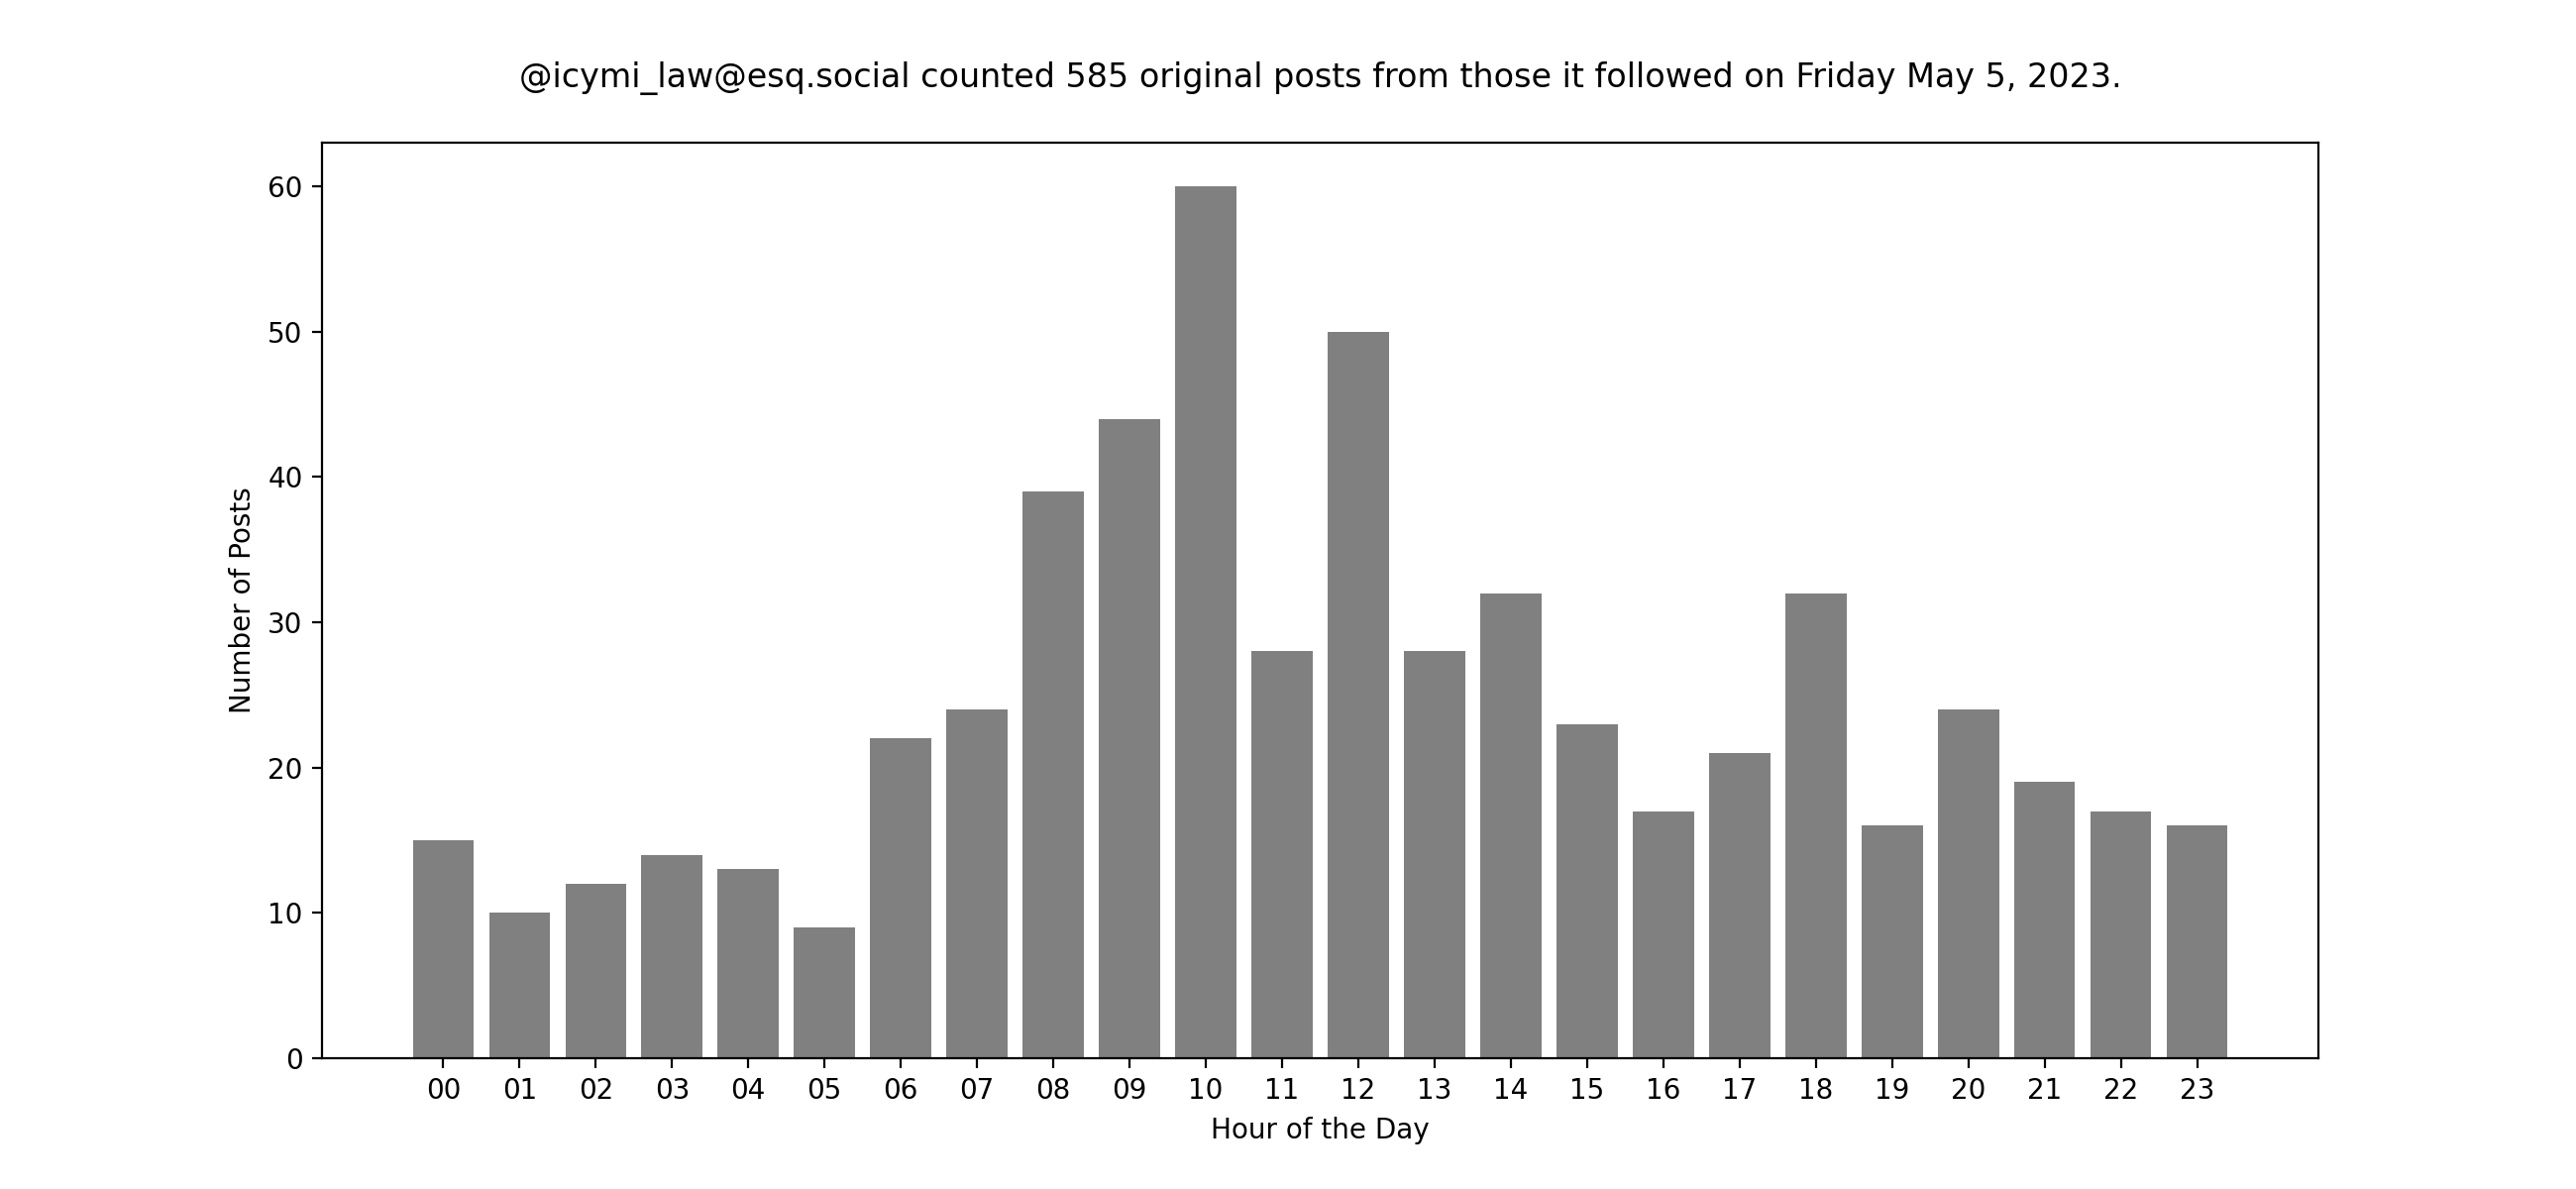 @icymi_law@esq.social counted 585 original posts from those it followed on Friday May 5, 2023.
60
50
40
30
20
10
0
Number of Posts
00 01 02 03 04 05 06 07 08 09 10 11 12 13 14 15 16 17 18 19 20 21 22 23
Hour of the Day